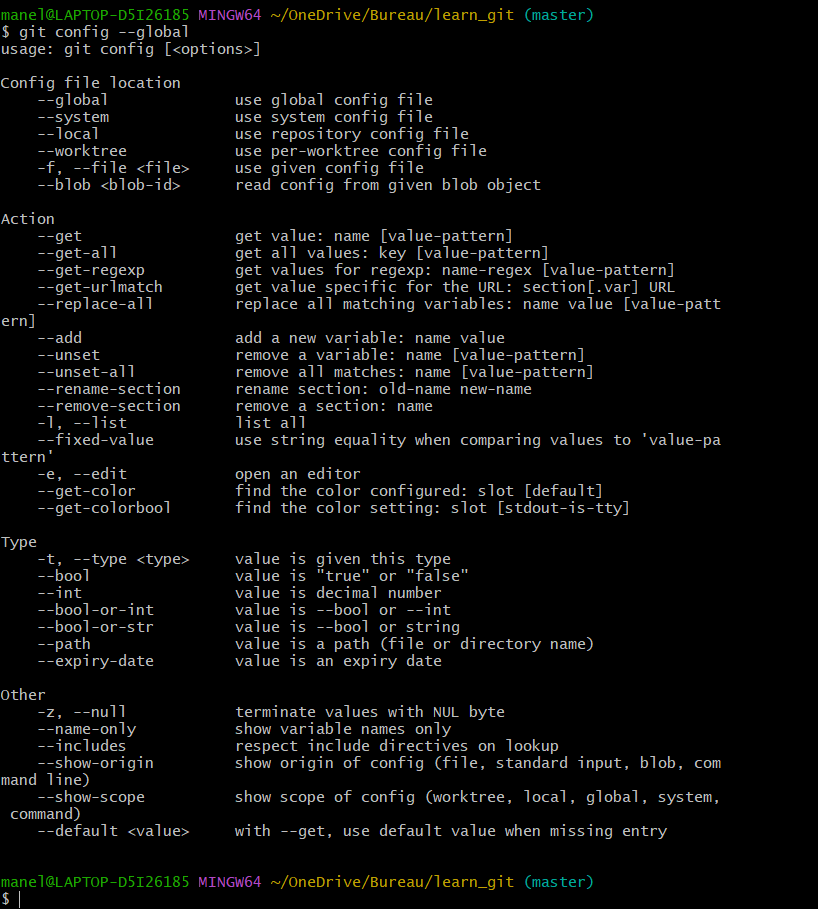 manel@LAPTOP-D5I26185 MINGW64 ~/OneDrive/Bureau/learn_git (master)
$ git config --global
usage: git config [<options>]

Config file location
    --global              use global config file
    --system              use system config file
    --local               use repository config file
    --worktree            use per-worktree config file
    -f, --file <file>     use given config file
    --blob <blob-id>      read config from given blob object

Action
    --get                 get value: name [value-pattern]
    --get-all             get all values: key [value-pattern]
    --get-regexp          get values for regexp: name-regex [value-pattern]
    --get-urlmatch        get value specific for the URL: section[.var] URL
    --replace-all         replace all matching variables: name value [value-patt
ern]
    --add                 add a new variable: name value
    --unset               remove a variable: name [value-pattern]
    --unset-all           remove all matches: name [value-pattern]
    --rename-section      rename section: old-name new-name
    --remove-section      remove a section: name
    -l, --list            list all
    --fixed-value         use string equality when comparing values to 'value-pa
ttern'
    -e, --edit            open an editor
    --get-color           find the color configured: slot [default]
    --get-colorbool       find the color setting: slot [stdout-is-tty]

Type
    -t, --type <type>     value is given this type
    --bool                value is "true" or "false"
    --int                 value is decimal number
    --bool-or-int         value is --bool or --int
    --bool-or-str         value is --bool or string
    --path                value is a path (file or directory name)
    --expiry-date         value is an expiry date

Other
    -z, --null            terminate values with NUL byte
    --name-only           show variable names only
    --includes            respect include directives on lookup
    --show-origin         show origin of config (file, standard input, blob, com
mand line)
    --show-scope          show scope of config (worktree, local, global, system,
 command)
    --default <value>     with --get, use default value when missing entry

manel@LAPTOP-D5I26185 MINGW64 ~/OneDrive/Bureau/learn_git (master)
$